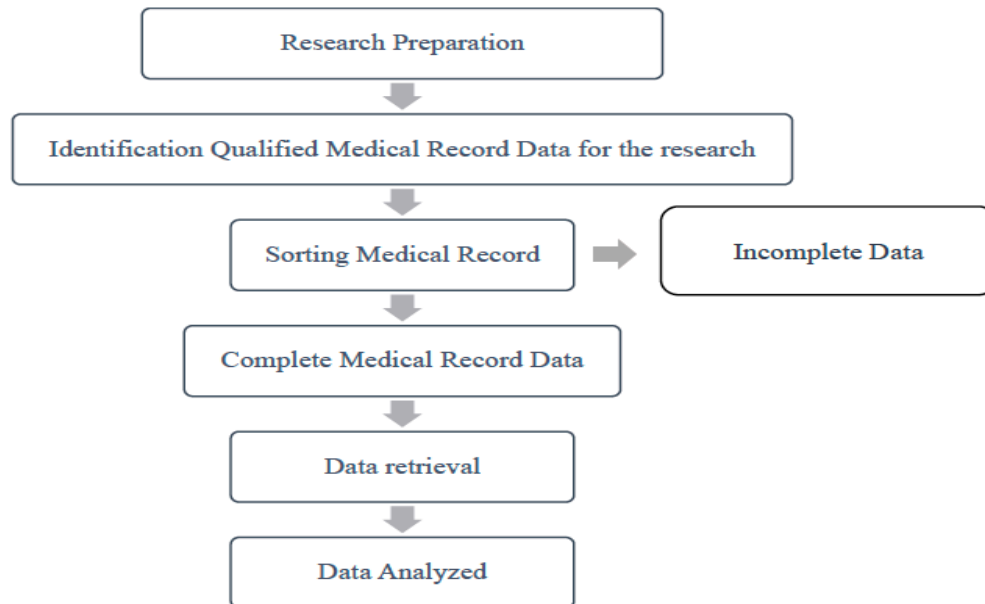 Research Preparation
Identification Qualified Medical Record Data for the research
Sorting Medical Record
Incomplete Data
Complete Medical Record Data
Data retrieval
Data Analyzed